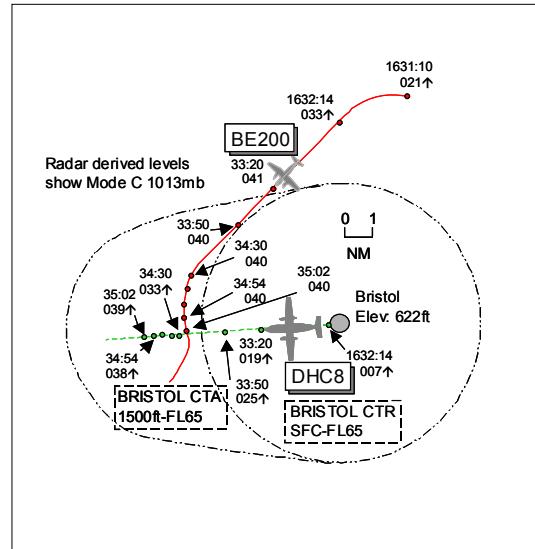 1631:10
021↑
1632:14
033↑
BE200
Radar derived levels
show Mode C 1013mb
33:20
041
0 1
NM
33:50
040
34:30
040
34:30
033↑
34:54
040
35:02
040
35:02
039↑
Bristol
Elev: 622ft
34:54
038↑
33:20
019↑
DHC8
1632:14
007↑
33:50
025↑
BRISTOL CTA
1500ft-FL65
BRISTOL CTR
SFC-FL65